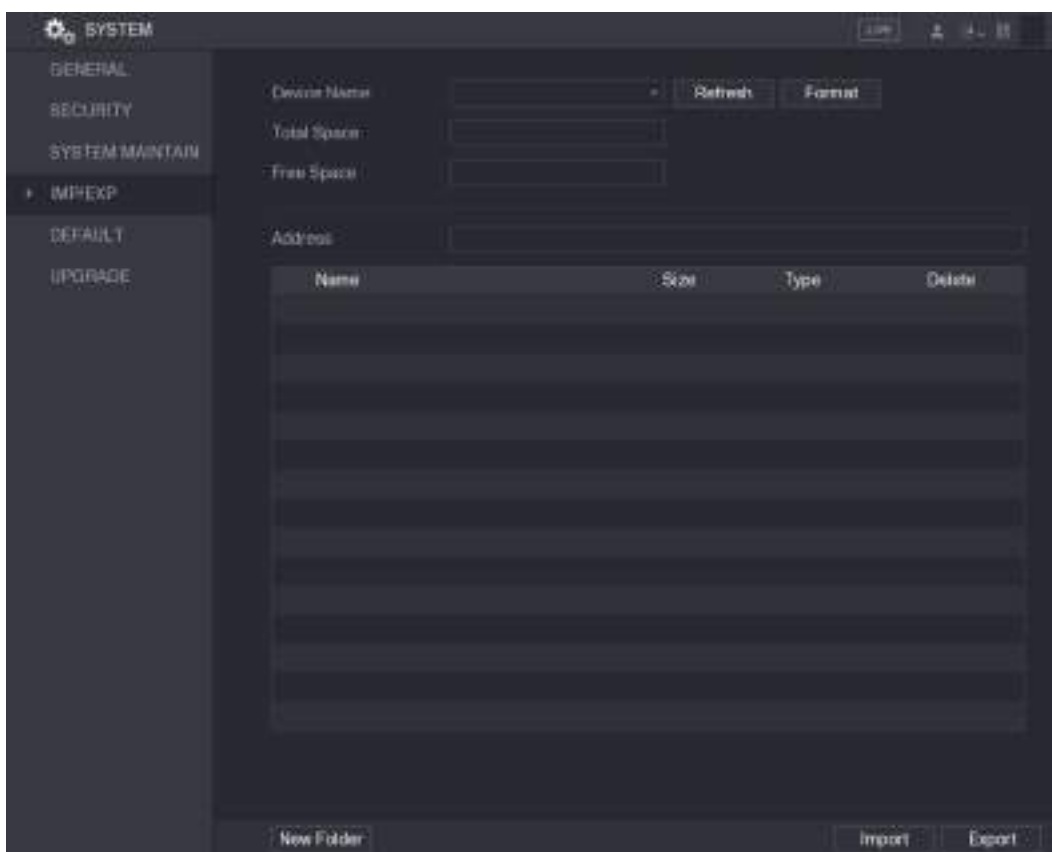 SYSTEM
LIVE
GENERAL
SECURITY
SYSTEM MAINTAIN
IMP/EXP
DEFAULT
UPGRADE
Device Name
Refresh
Format
Total Space
Free Space
Address
Name Size Type Delete
New Folder
Import
Export